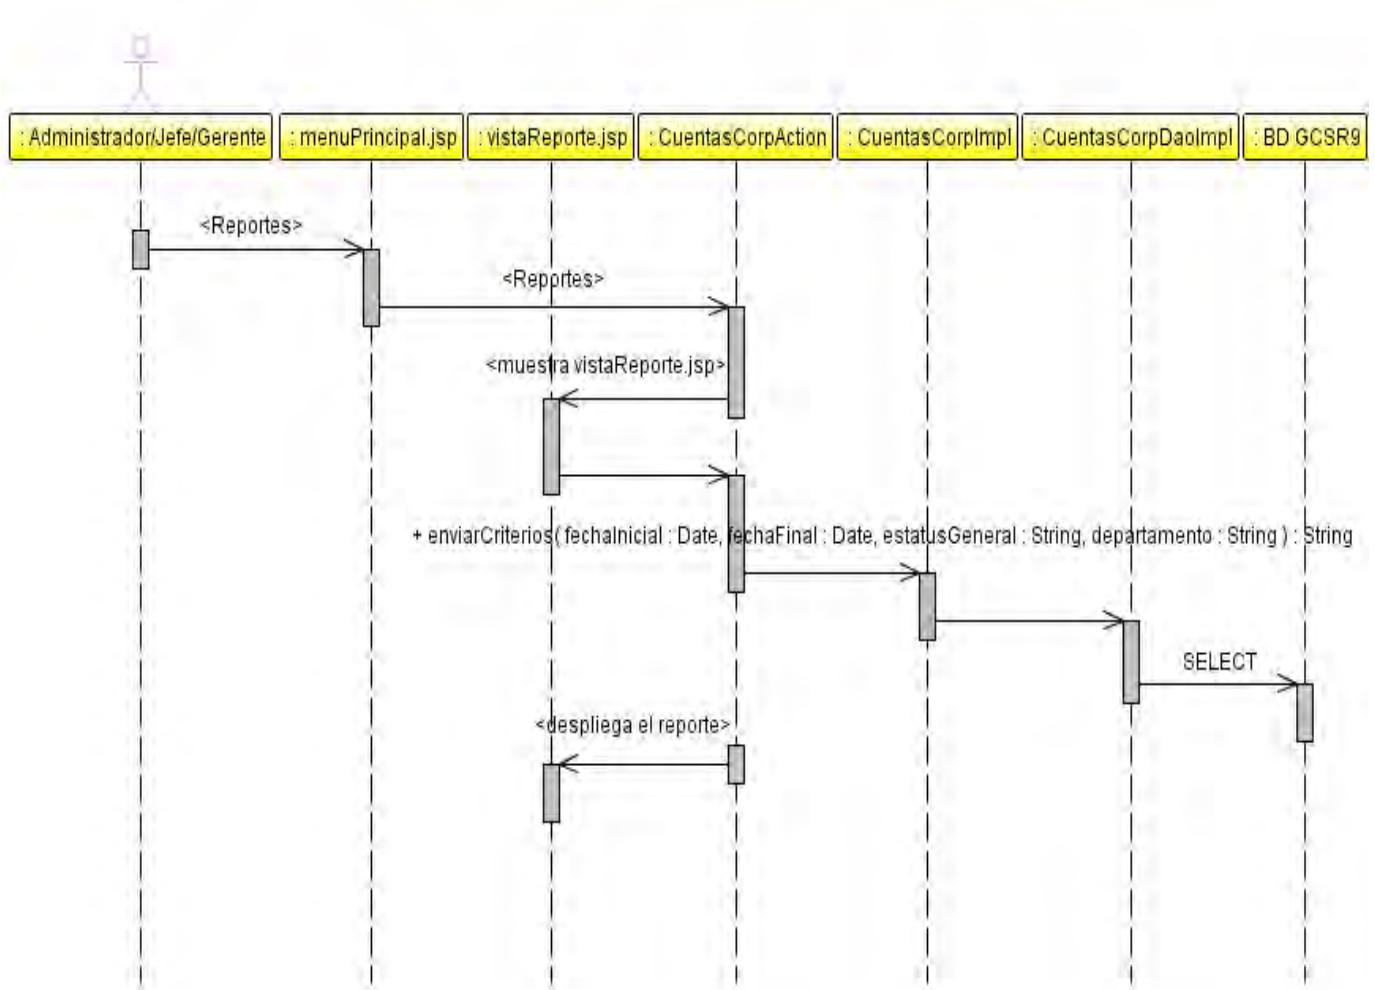 : Administrador/Jefe/Gerente
: menuPrincipal.jsp
: vistaReporte.jsp
: CuentasCorpAction
: CuentasCorpImpl
: CuentasCorpDaoImpl
: BD GCSR9
<Reportes>
<Reportes>
<muestra vistaReporte.jsp>
+ enviarCriterios( fechaInicial : Date, fechaFinal : Date, estatusGeneral : String, departamento : String ) : String
SELECT
<despliega el reporte>